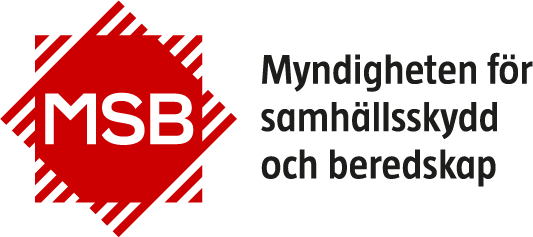 MSB
Myndigheten för
samhällsskydd
och beredskap